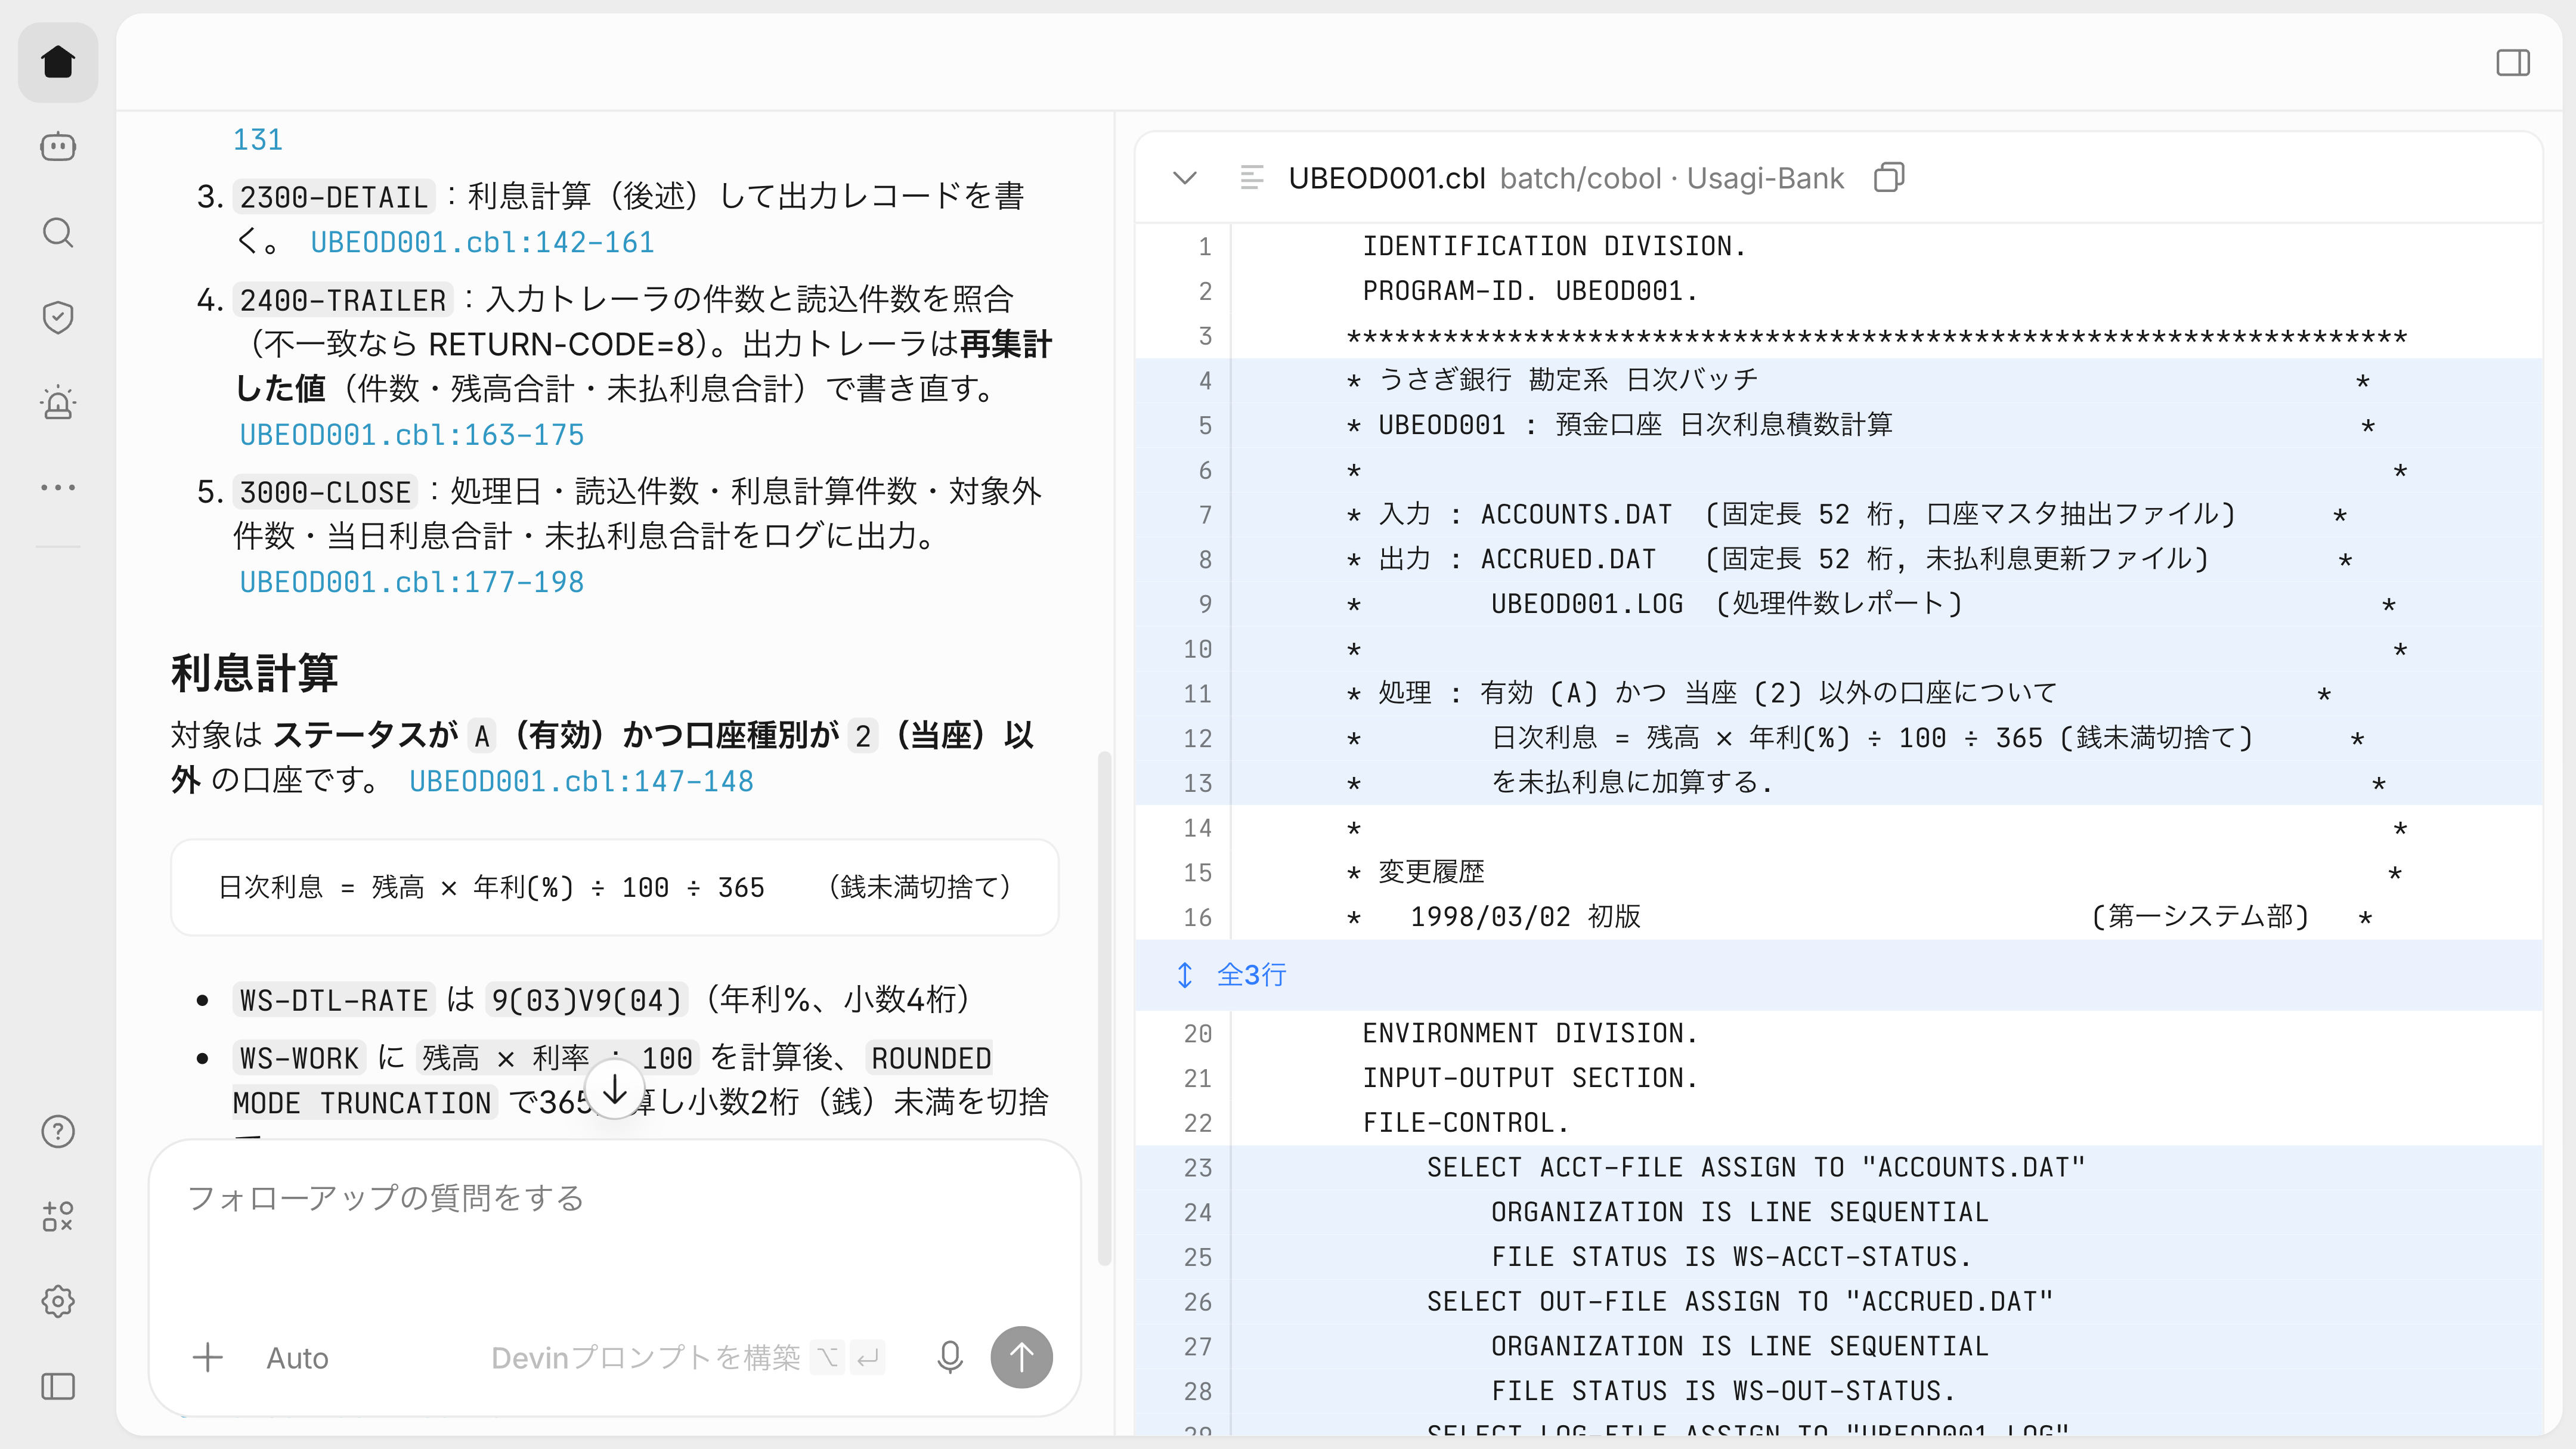 131
3. 2300-DETAIL：利息計算（後述）して出力レコードを書
く。 UBEOD001.cbl:142-161
4. 2400-TRAILER：入力トレーラの件数と読込件数を照合
（不一致なら RETURN-CODE=8）。出力トレーラは再集計
した値（件数・残高合計・未払利息合計）で書き直す。
UBEOD001.cbl:163-175
5. 3000-CLOSE：処理日・読込件数・利息計算件数・対象外
件数・当日利息合計・未払利息合計をログに出力。
UBEOD001.cbl:177-198
利息計算
対象は ステータスが A（有効）かつ口座種別が 2（当座）以
外 の口座です。 UBEOD001.cbl:147-148
日次利息 = 残高 × 年利(%) ÷ 100 ÷ 365 （銭未満切捨て）
• WS-DTL-RATE は 9(03)V9(04)（年利%、小数4桁）
• WS-WORK に 残高 × 利率 100 を計算後、ROUNDED
MODE TRUNCATION で365 算し小数2桁（銭）未満を切捨
フォローアップの質問をする
Auto
Devinプロンプトを構築 ⌥ ↵
UBEOD001.cbl batch/cobol · Usagi-Bank
1 IDENTIFICATION DIVISION.
2 PROGRAM-ID. UBEOD001.
3 ******************************************************************
4 * うさぎ銀行 勘定系 日次バッチ *
5 * UBEOD001 : 預金口座 日次利息積数計算 *
6 * *
7 * 入力 : ACCOUNTS.DAT (固定長 52 桁, 口座マスタ抽出ファイル) *
8 * 出力 : ACCRUED.DAT (固定長 52 桁, 未払利息更新ファイル) *
9 * UBEOD001.LOG (処理件数レポート) *
10 * *
11 * 処理 : 有効 (A) かつ 当座 (2) 以外の口座について *
12 * 日次利息 = 残高 × 年利(%) ÷ 100 ÷ 365 (銭未満切捨て) *
13 * を未払利息に加算する. *
14 * *
15 * 変更履歴 *
16 * 1998/03/02 初版 (第一システム部) *
全3行
20 ENVIRONMENT DIVISION.
21 INPUT-OUTPUT SECTION.
22 FILE-CONTROL.
23 SELECT ACCT-FILE ASSIGN TO "ACCOUNTS.DAT"
24 ORGANIZATION IS LINE SEQUENTIAL
25 FILE STATUS IS WS-ACCT-STATUS.
26 SELECT OUT-FILE ASSIGN TO "ACCRUED.DAT"
27 ORGANIZATION IS LINE SEQUENTIAL
28 FILE STATUS IS WS-OUT-STATUS.
29 SELECT LOG-FILE ASSIGN TO "UBEOD001.LOG"